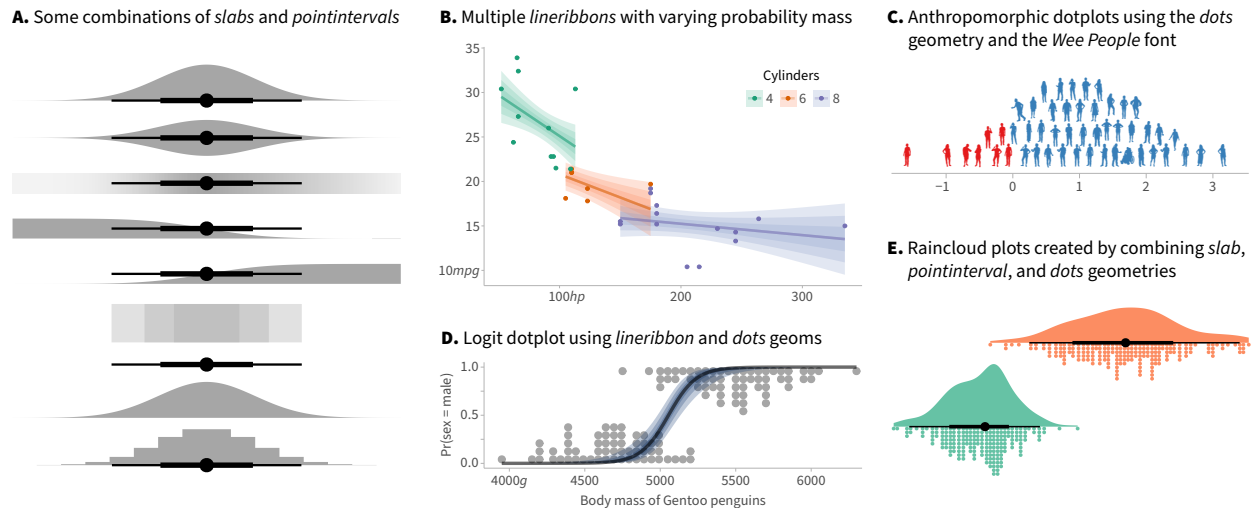 A. Some combinations of slabs and pointintervals
B. Multiple lineribbons with varying probability mass
35
30
25
20
15
10mpg
100hp 200 300
Cylinders
4 6 8
C. Anthropomorphic dotplots using the dots
geometry and the Wee People font
−1 0 1 2 3
D. Logit dotplot using lineribbon and dots geoms
Pr(sex = male)
1.0
0.5
0.0
4000g 4500 5000 5500 6000
Body mass of Gentoo penguins
E. Raincloud plots created by combining slab,
pointinterval, and dots geometries